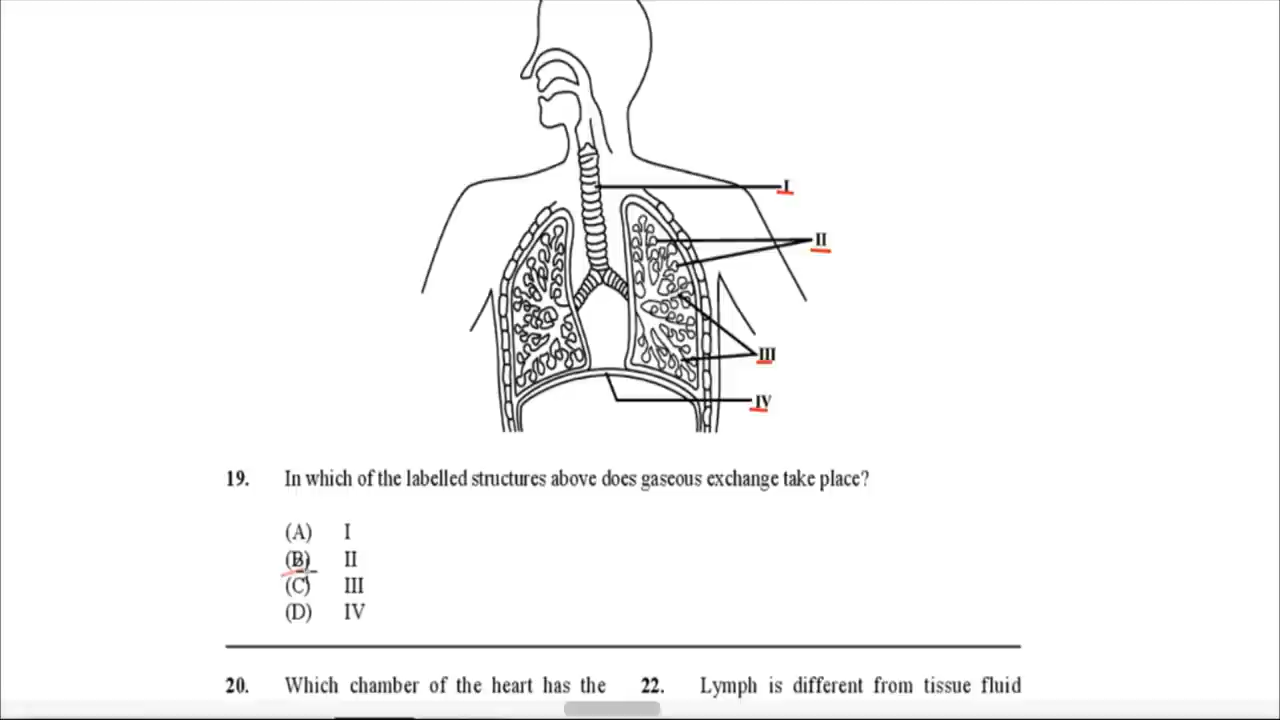 I
II
III
IV
19. In which of the labelled structures above does gaseous exchange take place?
(A) I
(B) II
(C) III
(D) IV
20. Which chamber of the heart has the
22. Lymph is different from tissue fluid